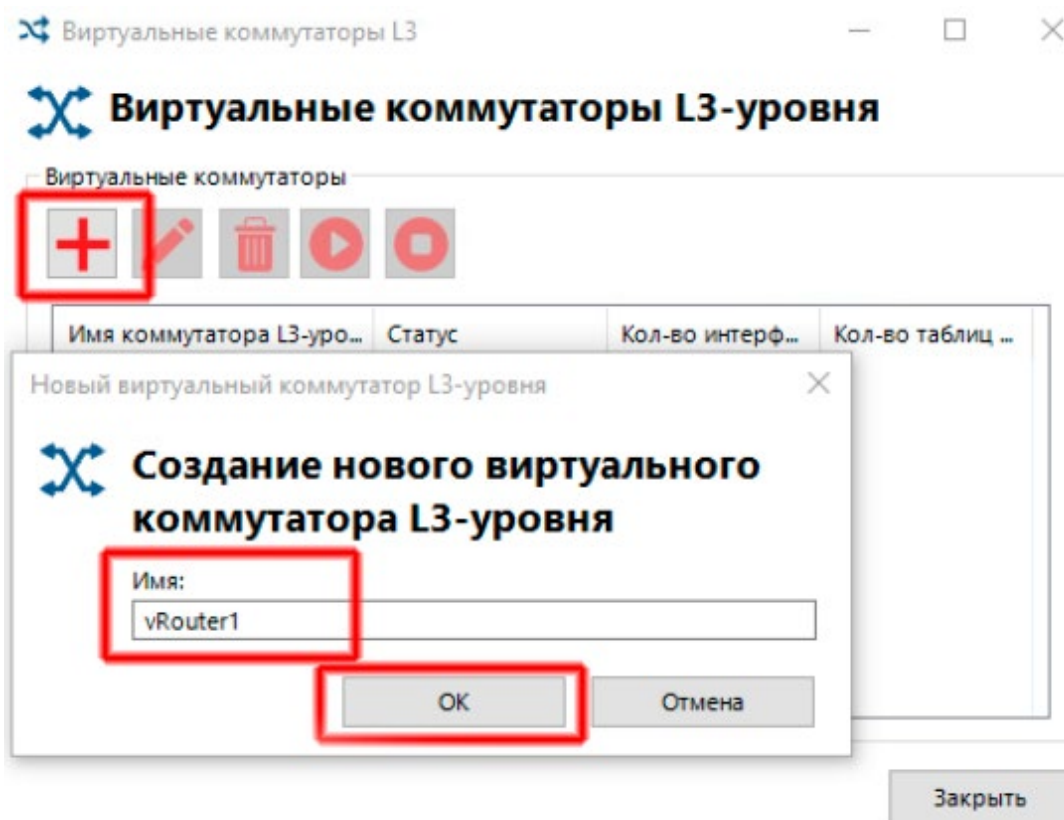 Виртуальные коммутаторы L3
Виртуальные коммутаторы L3-уровня
Виртуальные коммутаторы
Имя коммутатора L3-уро... Статус Кол-во интерф... Кол-во таблиц ...
Новый виртуальный коммутатор L3-уровня
Создание нового виртуального
коммутатора L3-уровня
Имя:
vRouter1
ОК Отмена
Закрыть